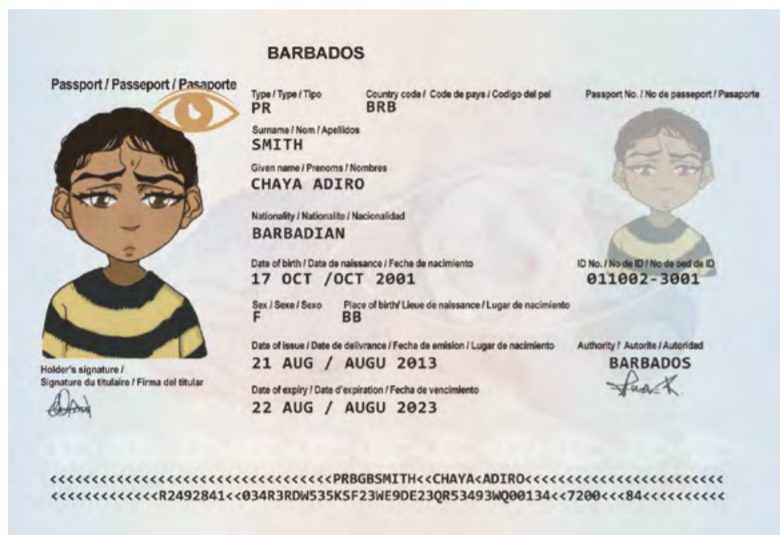 BARBADOS
Passport / Passeport / Pasaporte
Type / Type / Tipo Country code / Code de pays / Codigo del pel Passport No. / No de passeport / Pasaporte
PR BRB
Surname / Nom / Apellidos
SMITH
Given name / Prenoms / Nombres
CHAYA ADIRO
Nationality / Nationalite / Nacionalidad
BARBADIAN
Date of birth / Date de naissance / Feche de nacimiento ID No. / No de ID / No de ped de ID
17 OCT /OCT 2001 011002-3001
Sex / Sexe / Sexo Place of birth/ Lieue de naissance / Lugar de nacimiento
F BB
Date of issue / Date de delivrance / Fecha de emision / Lugar de nacimiento Authority / Autorite / Autoridad
21 AUG / AUGU 2013 BARBADOS
Holder's signature /
Signature du titulaire / Firma del titular
Date of expiry / Date d'expiration / Fecha de vencimiento
22 AUG / AUGU 2023
<<<<<<<<<<<<<<<<<<<<<<<<<<<<<<<<<<PRBGBSMITH<<CHAYA<ADIRO<<<<<<<<<<<<<<<<<<<<<<<<
<<<<<<<<<<<<<R2492841<<034R3RDW535KSF23WE9DE23QR53493WQ00134<<7200<<<84<<<<<<<<<<